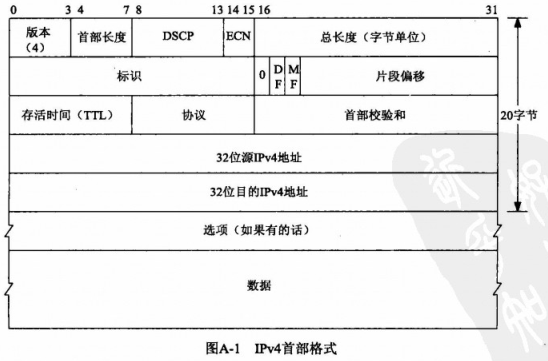 0 3 4 7 8 13 14 15 16 31
版本
（4）
首部长度
DSCP
ECN
总长度（字节单位）
标识
0
D
F
M
F
片段偏移
存活时间（TTL）
协议
首部校验和
20字节
32位源IPv4地址
32位目的IPv4地址
选项（如果有的话）
数据
图A-1 IPv4首部格式